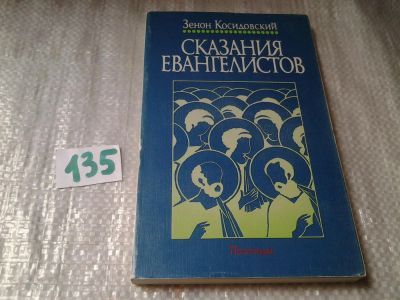 Зенон Косидовский
СКАЗАНИЯ
ЕВАНГЕЛИСТОВ
135